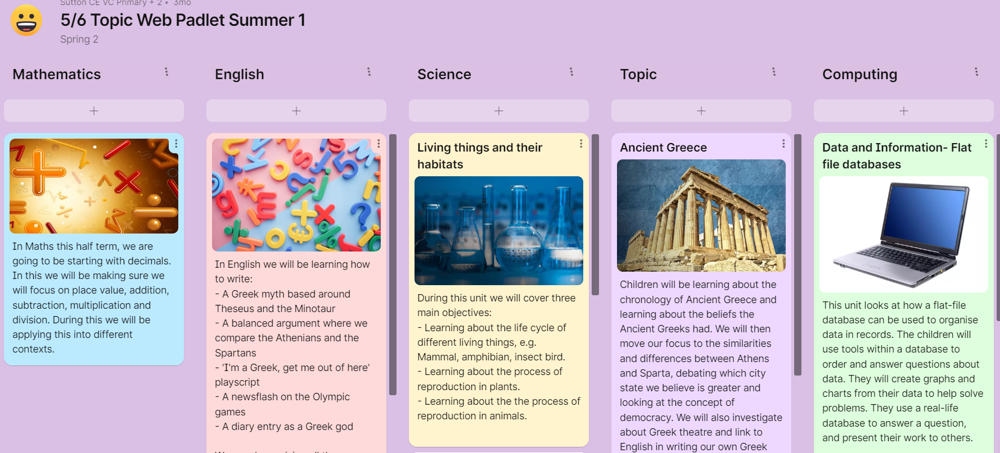 Sutton CE VC Primary + 2 • 3mo
5/6 Topic Web Padlet Summer 1
Spring 2
Mathematics
In Maths this half term, we are
going to be starting with decimals.
In this we will be making sure we
will focus on place value, addition,
subtraction, multiplication and
division. During this we will be
applying this into different
contexts.
English
In English we will be learning how
to write:
- A Greek myth based around
Theseus and the Minotaur
- A balanced argument where we
compare the Athenians and the
Spartans
- 'I'm a Greek, get me out of here'
playscript
- A newsflash on the Olympic
games
- A diary entry as a Greek god
Science
Living things and their
habitats
During this unit we will cover three
main objectives:
- Learning about the life cycle of
different living things, e.g.
Mammal, amphibian, insect bird.
- Learning about the process of
reproduction in plants.
- Learning about the the process of
reproduction in animals.
Topic
Ancient Greece
Children will be learning about the
chronology of Ancient Greece and
learning about the beliefs the
Ancient Greeks had. We will then
move our focus to the similarities
and differences between Athens
and Sparta, debating which city
state we believe is greater and
looking at the concept of
democracy. We will also investigate
about Greek theatre and link to
English in writing our own Greek
Computing
Data and Information- Flat
file databases
This unit looks at how a flat-file
database can be used to organise
data in records. The children will
use tools within a database to
order and answer questions about
data. They will create graphs and
charts from their data to help solve
problems. They use a real-life
database to answer a question,
and present their work to others.